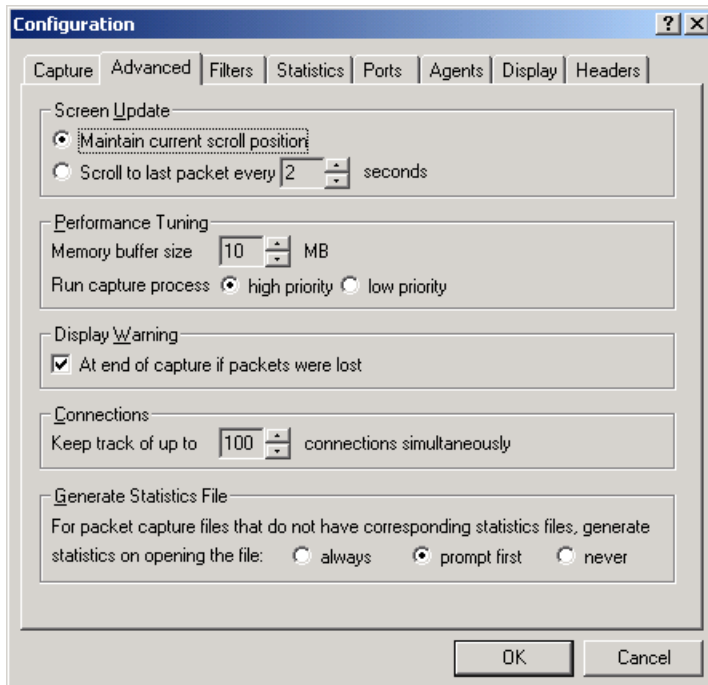 Configuration
Capture Advanced Filters Statistics Ports Agents Display Headers
Screen Update
Maintain current scroll position
Scroll to last packet every 2 seconds
Performance Tuning
Memory buffer size 10 MB
Run capture process high priority low priority
Display Warning
At end of capture if packets were lost
Connections
Keep track of up to 100 connections simultaneously
Generate Statistics File
For packet capture files that do not have corresponding statistics files, generate
statistics on opening the file: always prompt first never
OK Cancel